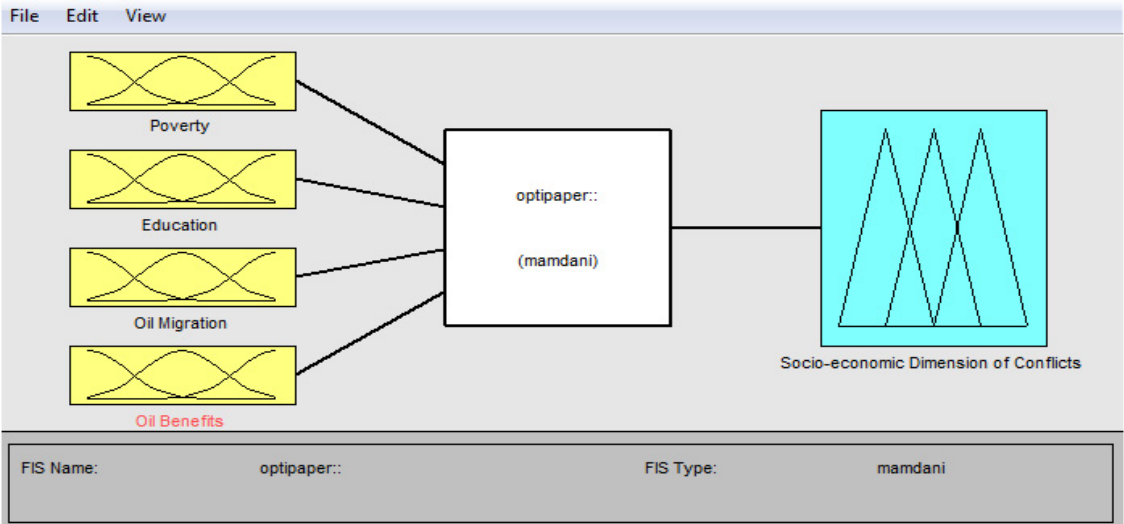 File Edit View
Poverty
Education
Oil Migration
Oil Benefits
optipaper::
(mamdani)
Socio-economic Dimension of Conflicts
FIS Name: optipaper:: FIS Type: mamdani